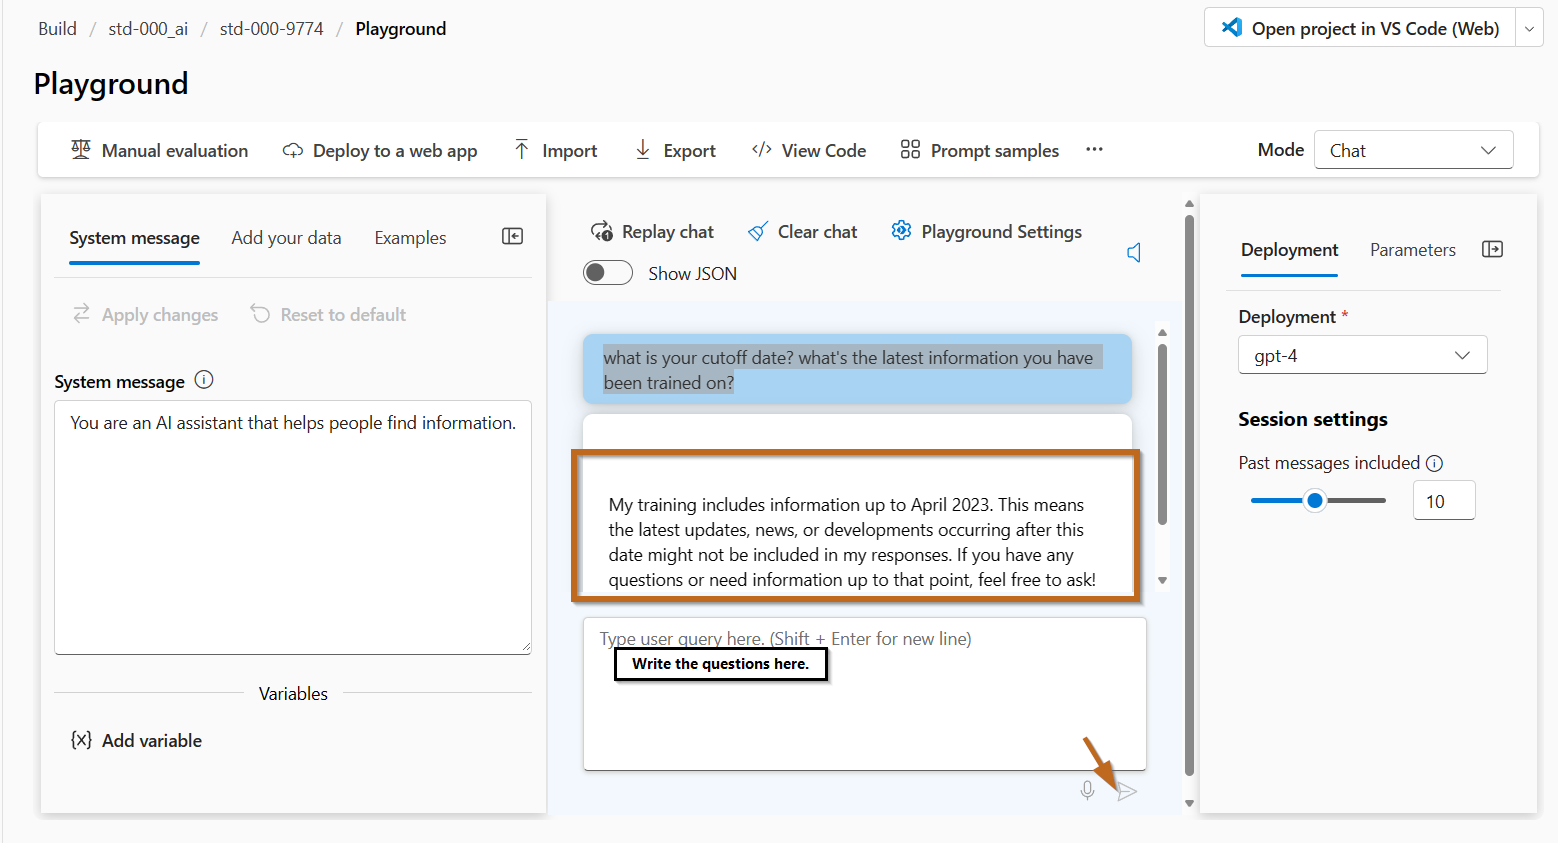 Build / std-000_ai / std-000-9774 / Playground
Open project in VS Code (Web)
Playground
Manual evaluation
Deploy to a web app
Import
Export
View Code
Prompt samples
Mode
Chat
System message
Add your data
Examples
Apply changes
Reset to default
System message
You are an AI assistant that helps people find information.
Variables
{x} Add variable
Replay chat
Clear chat
Playground Settings
Show JSON
what is your cutoff date? what's the latest information you have
been trained on?
My training includes information up to April 2023. This means
the latest updates, news, or developments occurring after this
date might not be included in my responses. If you have any
questions or need information up to that point, feel free to ask!
Type user query here. (Shift + Enter for new line)
Write the questions here.
Deployment
Parameters
Deployment *
gpt-4
Session settings
Past messages included
10